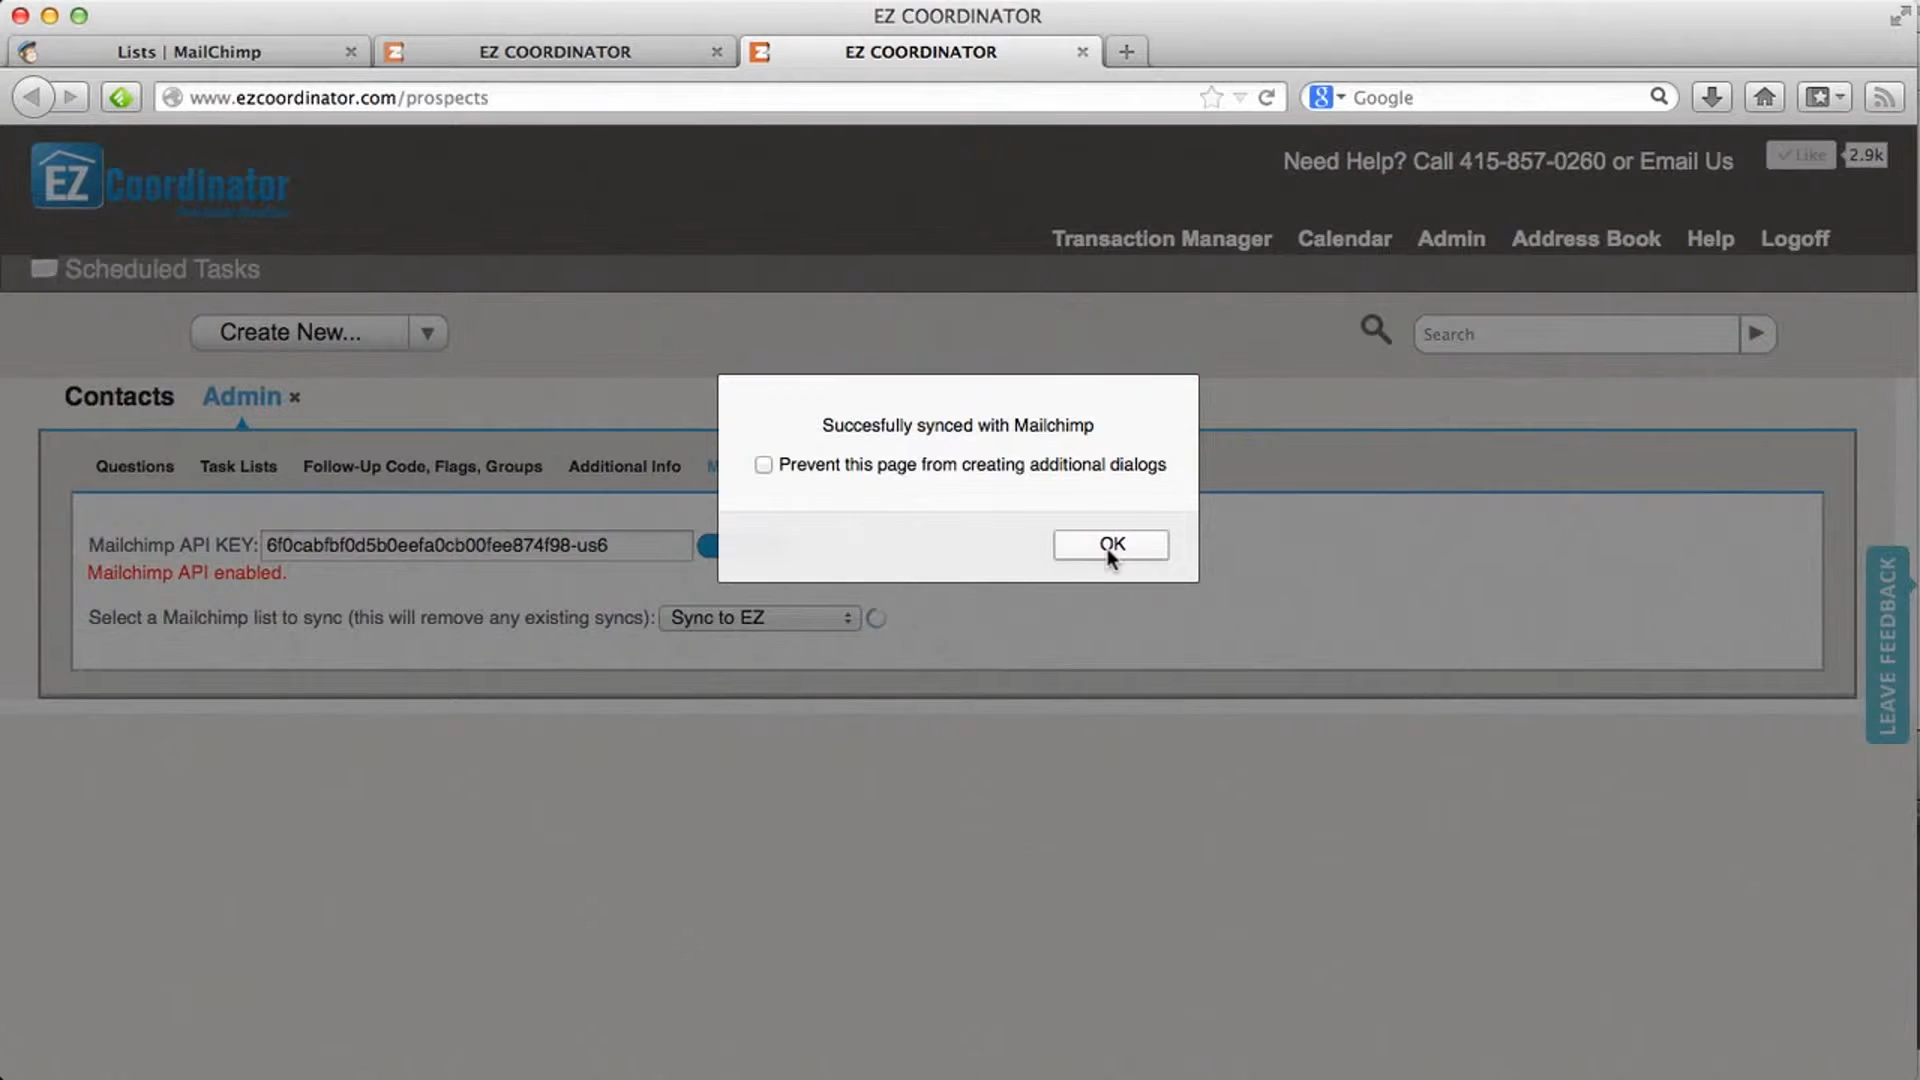 EZ COORDINATOR
Lists | MailChimp
EZ COORDINATOR
EZ COORDINATOR
www.ezcoordinator.com/prospects
Google
EZ Coordinator
Need Help? Call 415-857-0260 or Email Us
Like
2.9k
Transaction Manager
Calendar
Admin
Address Book
Help
Logoff
Scheduled Tasks
Create New...
Search
Contacts
Admin
Questions
Task Lists
Follow-Up Code, Flags, Groups
Additional Info
M
Succesfully synced with Mailchimp
Prevent this page from creating additional dialogs
OK
Mailchimp API KEY:
6f0cabfbf0d5b0eefa0cb00fee874f98-us6
Mailchimp API enabled.
Select a Mailchimp list to sync (this will remove any existing syncs):
Sync to EZ
LEAVE FEEDBACK